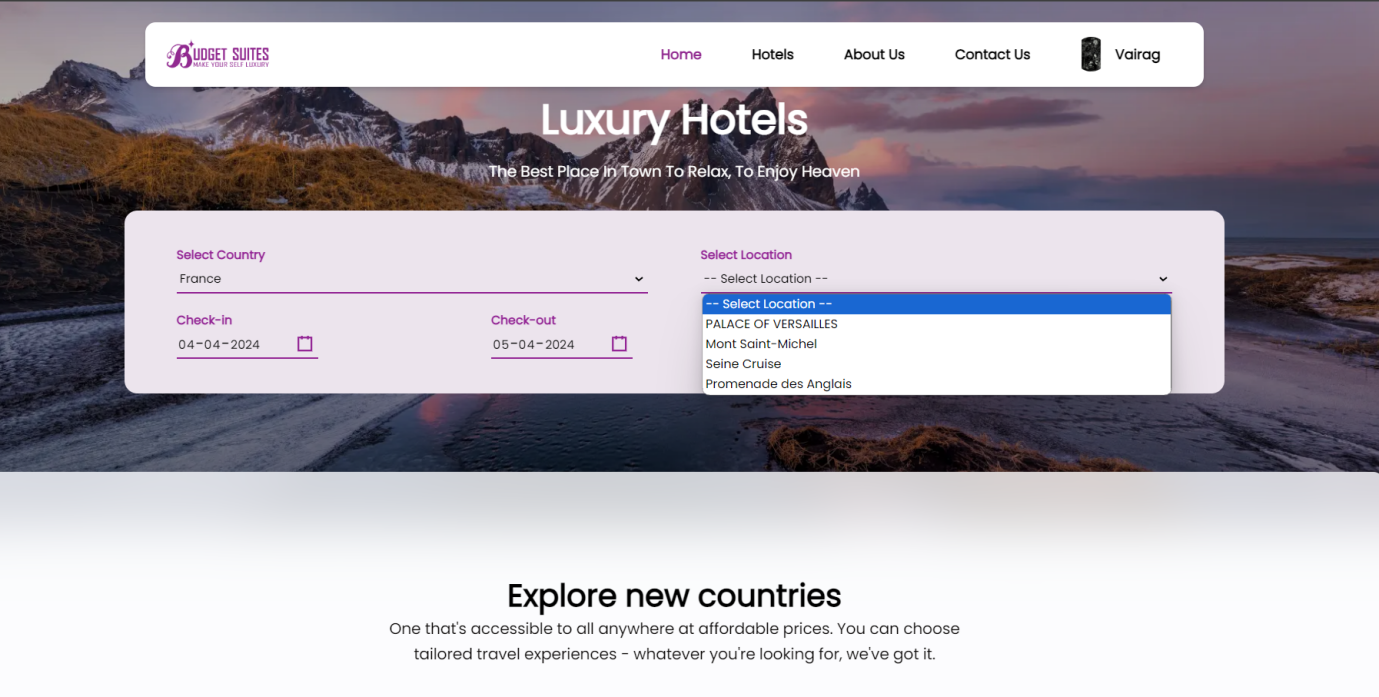 BUDGET SUITES
MAKE YOUR SELF LUXURY
Home Hotels About Us Contact Us Vairag
Luxury Hotels
The Best Place In Town To Relax, To Enjoy Heaven
Select Country
France
Select Location
-- Select Location --
-- Select Location --
PALACE OF VERSAILLES
Mont Saint-Michel
Seine Cruise
Promenade des Anglais
Check-in
04-04-2024
Check-out
05-04-2024
Explore new countries
One that's accessible to all anywhere at affordable prices. You can choose
tailored travel experiences - whatever you're looking for, we've got it.